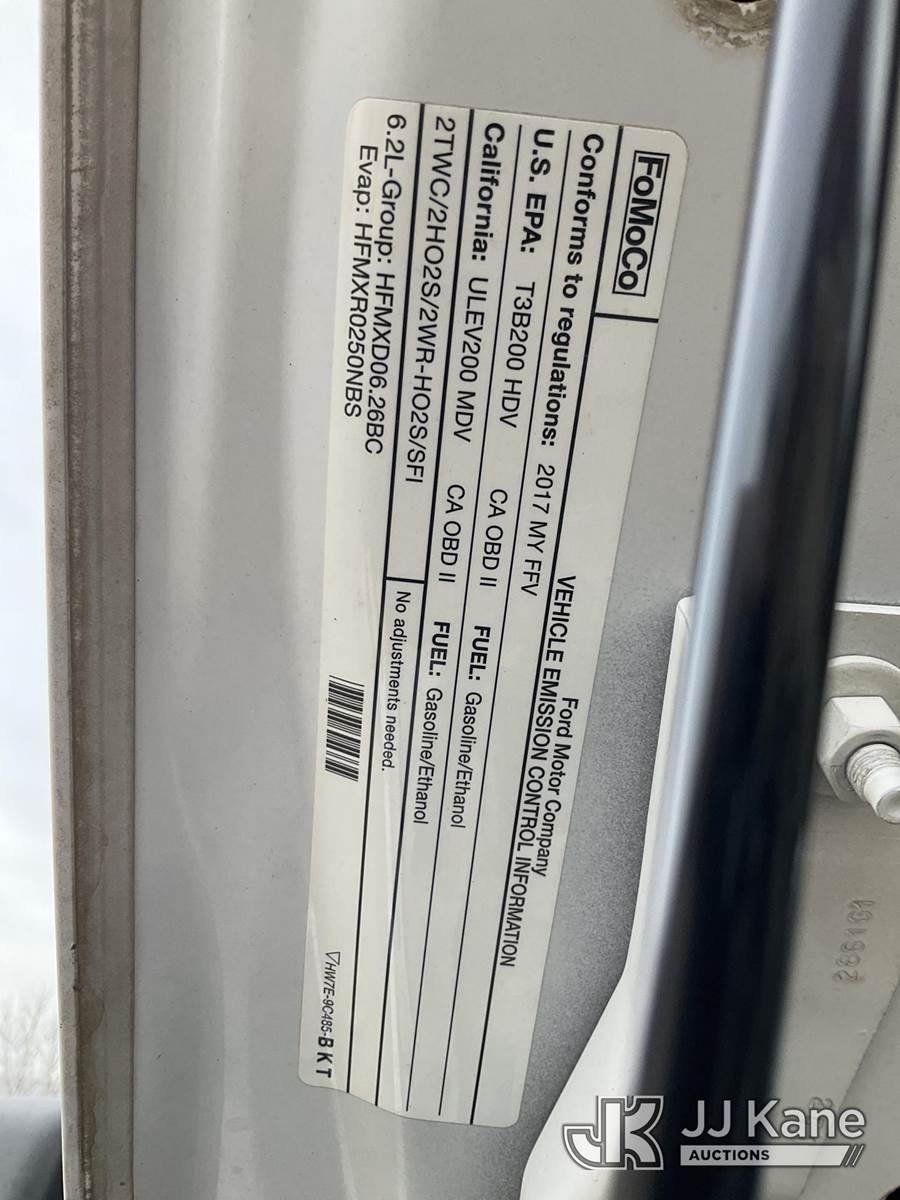 FoMoCo
Ford Motor Company
VEHICLE EMISSION CONTROL INFORMATION
Conforms to regulations: 2017 MY FFV
U.S. EPA: T3B200 HDV CA OBD II FUEL: Gasoline/Ethanol
California: ULEV200 MDV CA OBD II FUEL: Gasoline/Ethanol
2TWC/2HO2S/2WR-HO2S/SFI
No adjustments needed.
6.2L-Group: HFMXD06.26BC
Evap: HFMXR0250NBS
HW7E-9C485-BKT
JK JJ Kane
AUCTIONS